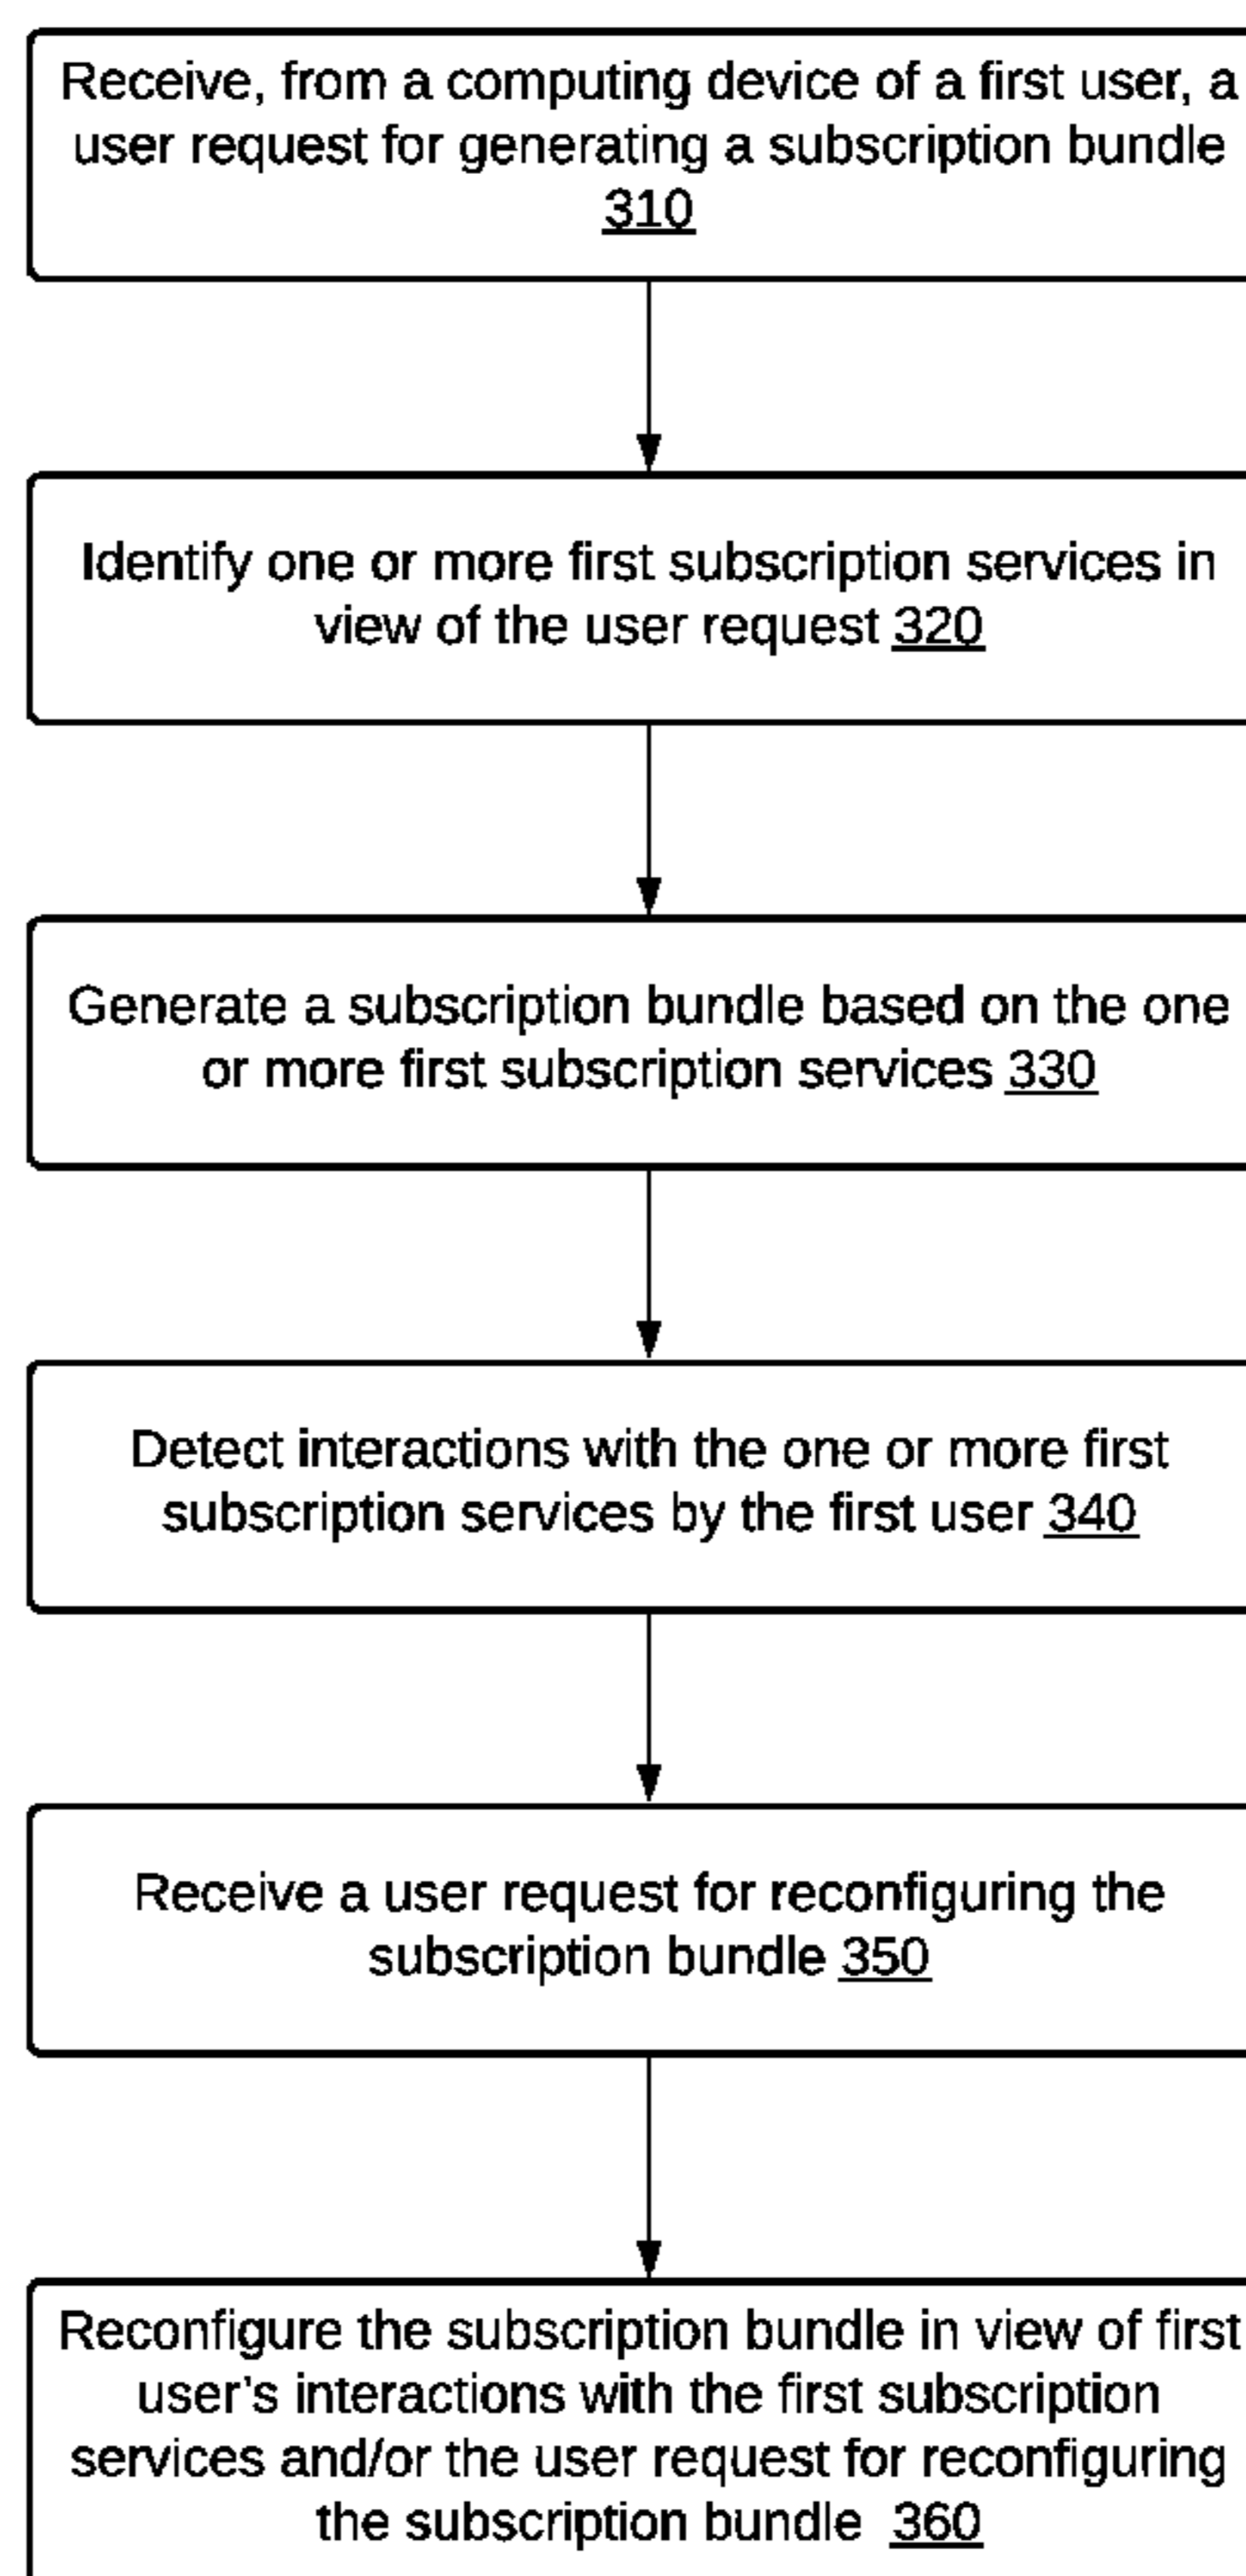 Receive, from a computing device of a first user, a
user request for generating a subscription bundle
310
Identify one or more first subscription services in
view of the user request 320
Generate a subscription bundle based on the one
or more first subscription services 330
Detect interactions with the one or more first
subscription services by the first user 340
Receive a user request for reconfiguring the
subscription bundle 350
Reconfigure the subscription bundle in view of first
user's interactions with the first subscription
services and/or the user request for reconfiguring
the subscription bundle 360